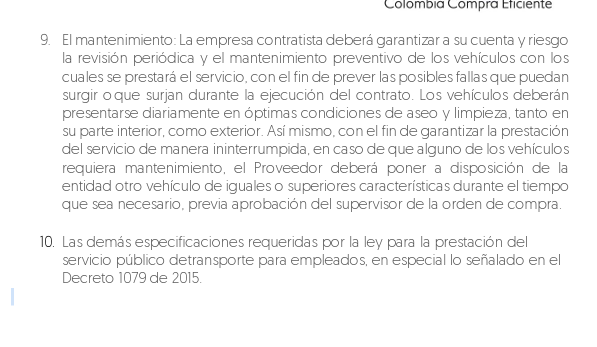 Colombia Compra Eficiente
9. El mantenimiento: La empresa contratista deberá garantizar a su cuenta y riesgo
la revisión periódica y el mantenimiento preventivo de los vehículos con los
cuales se prestará el servicio, con el fin de prever las posibles fallas que puedan
surgir o que surjan durante la ejecución del contrato. Los vehículos deberán
presentarse diariamente en óptimas condiciones de aseo y limpieza, tanto en
su parte interior, como exterior. Así mismo, con el fin de garantizar la prestación
del servicio de manera ininterrumpida, en caso de que alguno de los vehículos
requiera mantenimiento, el Proveedor deberá poner a disposición de la
entidad otro vehículo de iguales o superiores características durante el tiempo
que sea necesario, previa aprobación del supervisor de la orden de compra.
10. Las demás especificaciones requeridas por la ley para la prestación del
servicio público detransporte para empleados, en especial lo señalado en el
Decreto 1079 de 2015.